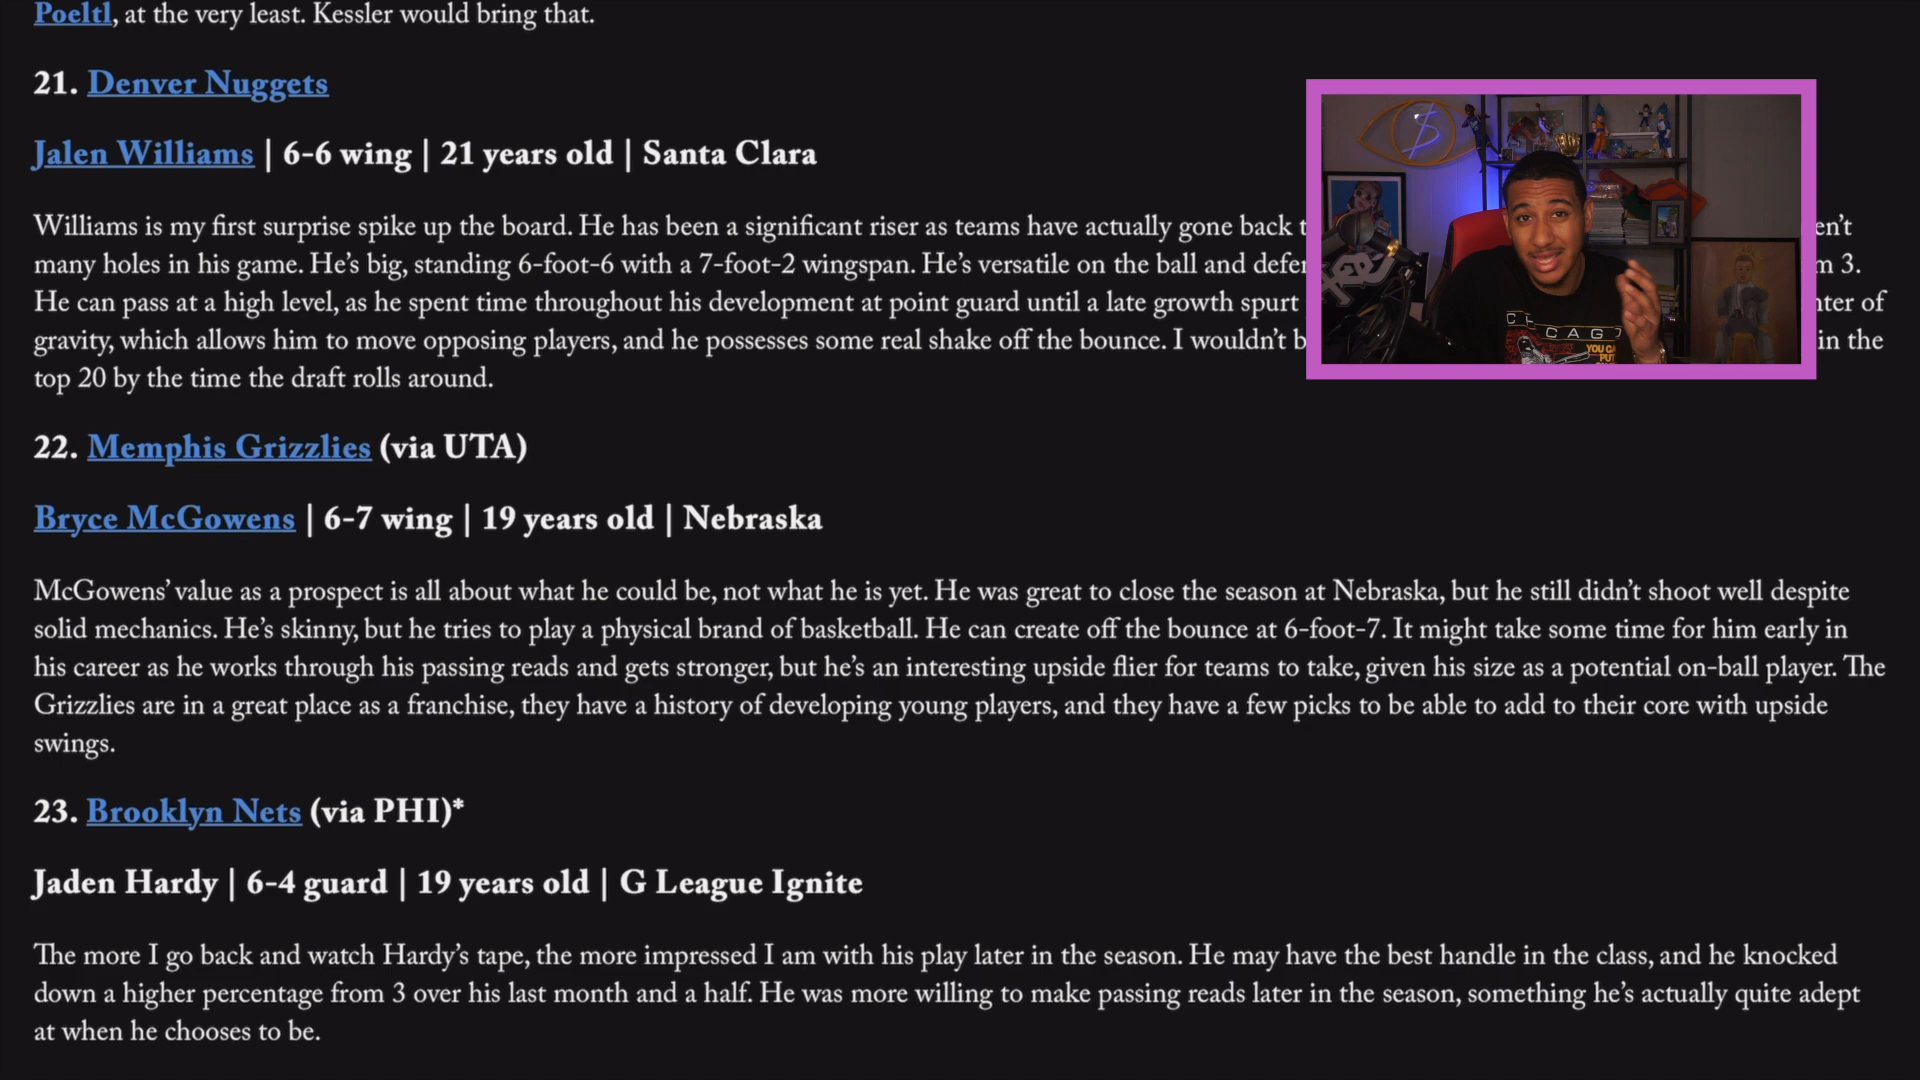 Poeltl, at the very least. Kessler would bring that.
21. Denver Nuggets
Jalen Williams | 6-6 wing | 21 years old | Santa Clara
Williams is my first surprise spike up the board. He has been a significant riser as teams have actually gone back t en't
many holes in his game. He's big, standing 6-foot-6 with a 7-foot-2 wingspan. He's versatile on the ball and defen m 3.
He can pass at a high level, as he spent time throughout his development at point guard until a late growth spurt nter of
gravity, which allows him to move opposing players, and he possesses some real shake off the bounce. I wouldn't b in the
top 20 by the time the draft rolls around.
22. Memphis Grizzlies (via UTA)
Bryce McGowens | 6-7 wing | 19 years old | Nebraska
McGowens' value as a prospect is all about what he could be, not what he is yet. He was great to close the season at Nebraska, but he still didn't shoot well despite
solid mechanics. He's skinny, but he tries to play a physical brand of basketball. He can create off the bounce at 6-foot-7. It might take some time for him early in
his career as he works through his passing reads and gets stronger, but he's an interesting upside flier for teams to take, given his size as a potential on-ball player. The
Grizzlies are in a great place as a franchise, they have a history of developing young players, and they have a few picks to be able to add to their core with upside
swings.
23. Brooklyn Nets (via PHI)*
Jaden Hardy | 6-4 guard | 19 years old | G League Ignite
The more I go back and watch Hardy's tape, the more impressed I am with his play later in the season. He may have the best handle in the class, and he knocked
down a higher percentage from 3 over his last month and a half. He was more willing to make passing reads later in the season, something he's actually quite adept
at when he chooses to be.
CHICAGO
YOU CA
PUT